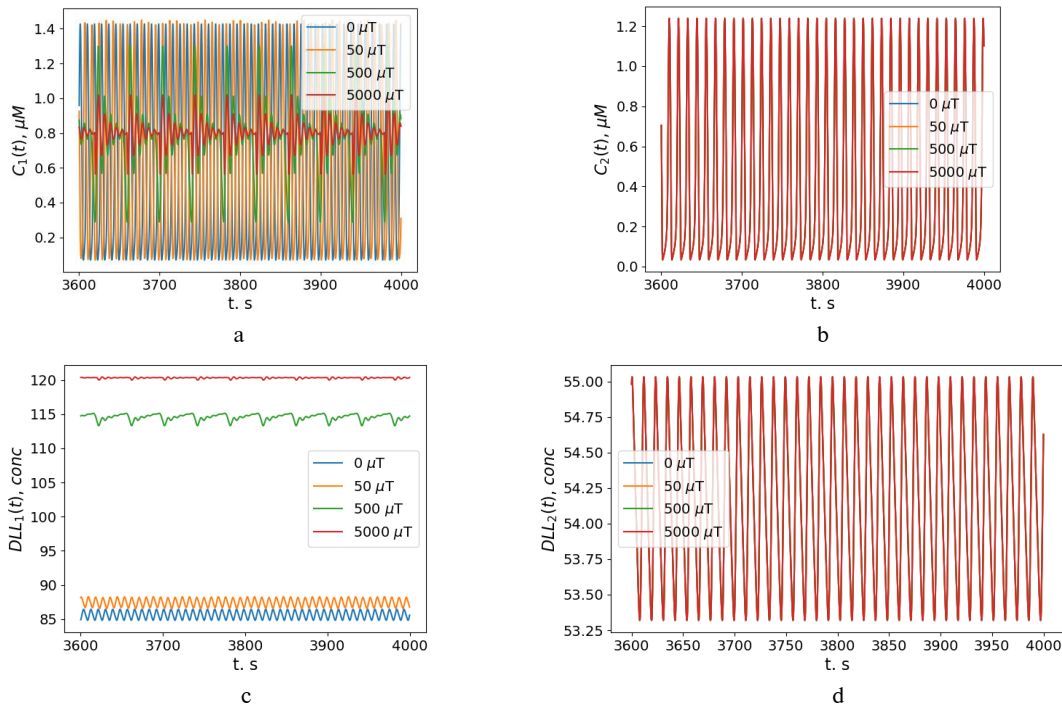 1.4
1.2
1.0
0.8
0.6
0.4
0.2
C₁(t), μM
0 μT
50 μT
500 μT
5000 μT
3600
3700
3800
3900
4000
t. s
a
1.2
1.0
0.8
0.6
0.4
0.2
0.0
C₂(t), μM
0 μT
50 μT
500 μT
5000 μT
3600
3700
3800
3900
4000
t. s
b
120
115
110
105
100
95
90
85
DLL₁(t), conc
0 μT
50 μT
500 μT
5000 μT
3600
3700
3800
3900
4000
t. s
c
55.00
54.75
54.50
54.25
54.00
53.75
53.50
53.25
DLL₂(t), conc
0 μT
50 μT
500 μT
5000 μT
3600
3650
3700
3750
3800
3850
3900
3950
4000
t. s
d